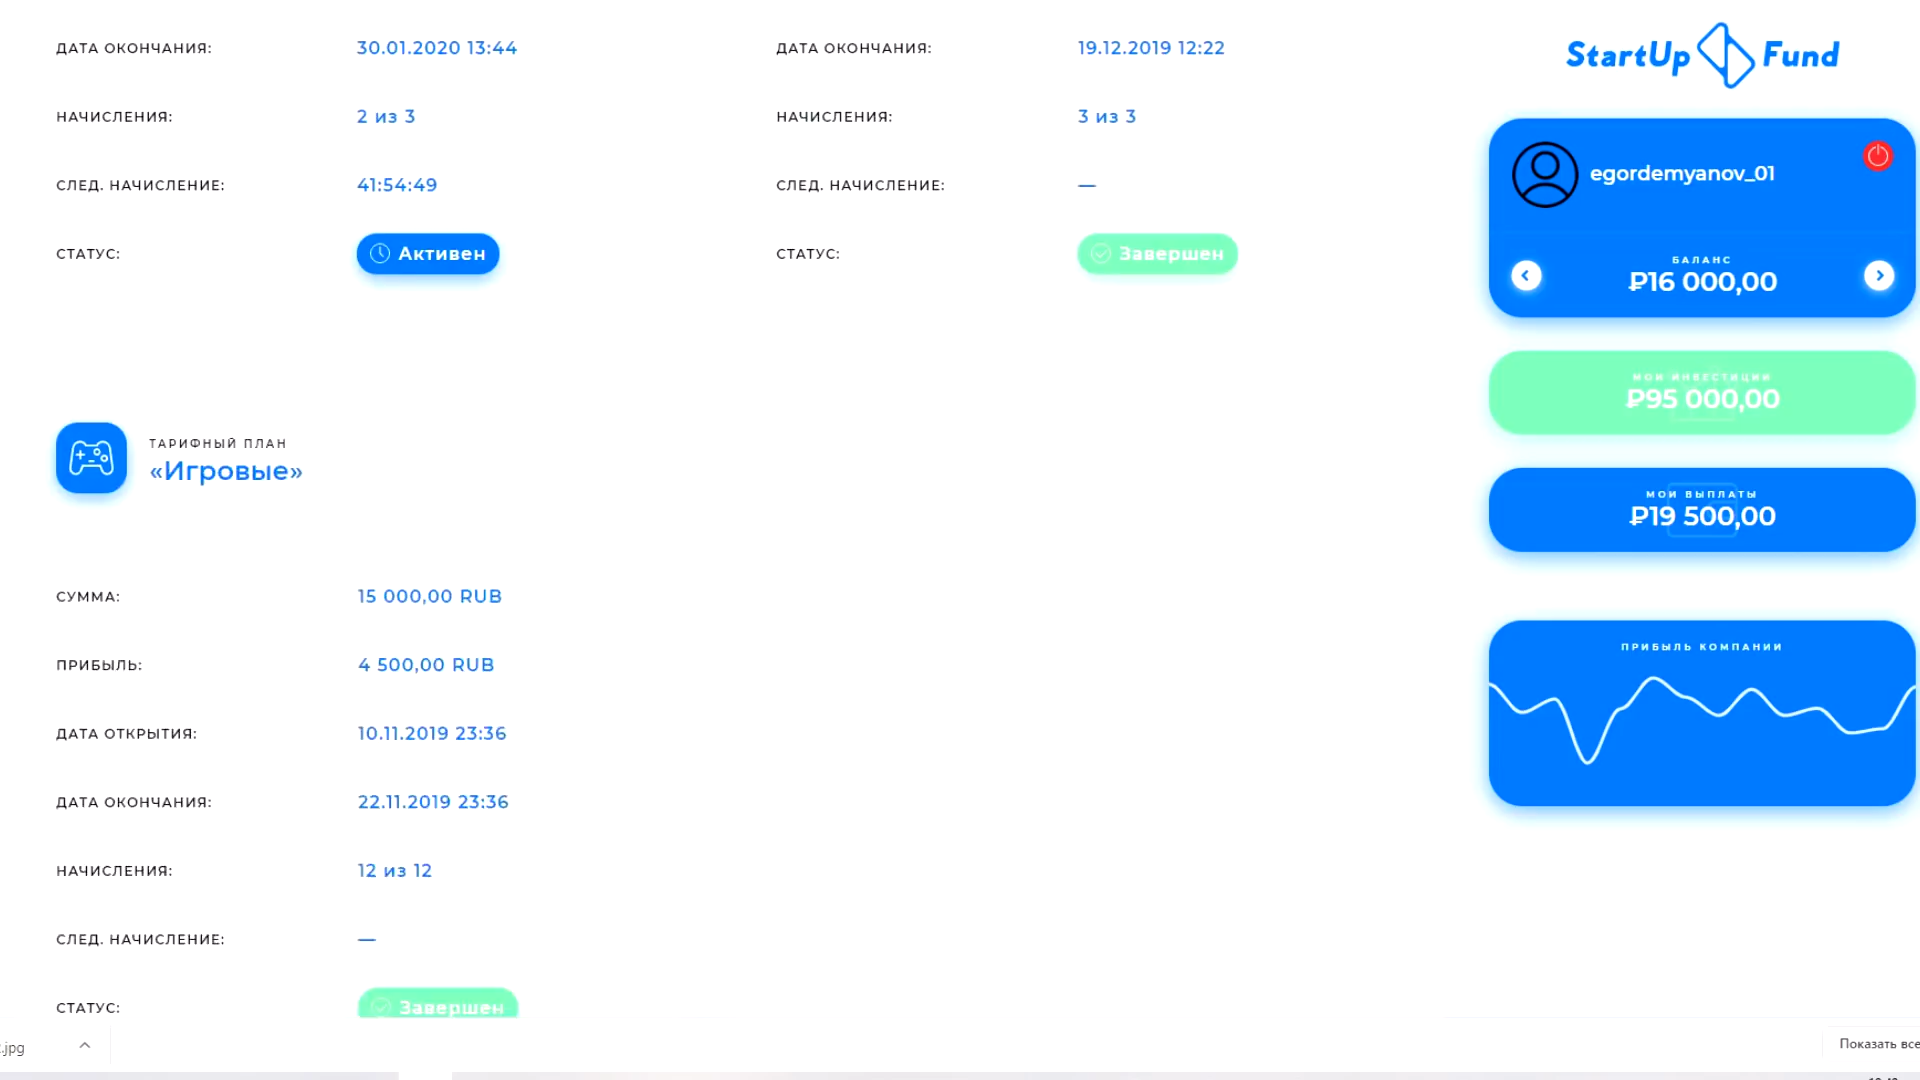 ДАТА ОКОНЧАНИЯ: 30.01.2020 13:44
НАЧИСЛЕНИЯ: 2 из 3
СЛЕД. НАЧИСЛЕНИЕ: 41:54:49
СТАТУС: Активен
ДАТА ОКОНЧАНИЯ: 19.12.2019 12:22
НАЧИСЛЕНИЯ: 3 из 3
СЛЕД. НАЧИСЛЕНИЕ: —
СТАТУС: Завершен
ТАРИФНЫЙ ПЛАН
«Игровые»
СУММА: 15 000,00 RUB
ПРИБЫЛЬ: 4 500,00 RUB
ДАТА ОТКРЫТИЯ: 10.11.2019 23:36
ДАТА ОКОНЧАНИЯ: 22.11.2019 23:36
НАЧИСЛЕНИЯ: 12 из 12
СЛЕД. НАЧИСЛЕНИЕ: —
СТАТУС: Завершен
StartUp Fund
egordemyanov_01
БАЛАНС
₽16 000,00
МОИ ИНВЕСТИЦИИ
₽95 000,00
МОИ ВЫПЛАТЫ
₽19 500,00
ПРИБЫЛЬ КОМПАНИИ
.jpg
Показать все